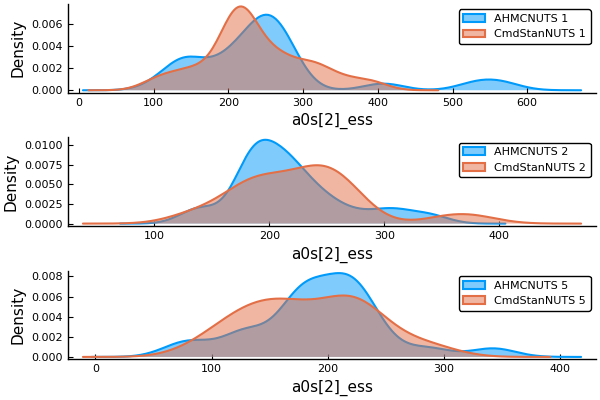 0.006
0.004
0.002
0.000
Density
AHMCNUTS 1
CmdStanNUTS 1
0 100 200 300 400 500 600
a0s[2]_ess
0.0100
0.0075
0.0050
0.0025
0.0000
Density
AHMCNUTS 2
CmdStanNUTS 2
100 200 300 400
a0s[2]_ess
0.008
0.006
0.004
0.002
0.000
Density
AHMCNUTS 5
CmdStanNUTS 5
0 100 200 300 400
a0s[2]_ess